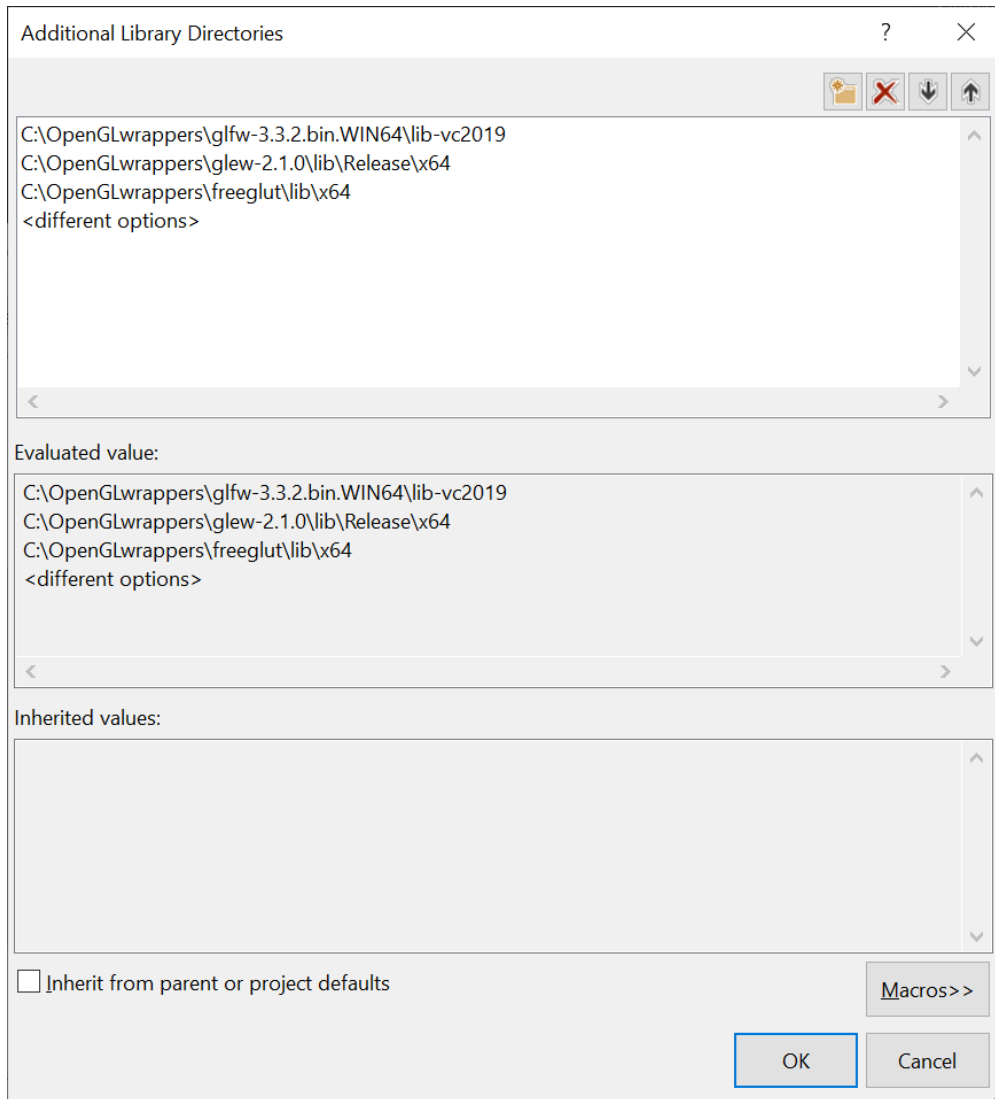 Additional Library Directories
?
C:\OpenGLwrappers\glfw-3.3.2.bin.WIN64\lib-vc2019
C:\OpenGLwrappers\glew-2.1.0\lib\Release\x64
C:\OpenGLwrappers\freeglut\lib\x64
<different options>
Evaluated value:
C:\OpenGLwrappers\glfw-3.3.2.bin.WIN64\lib-vc2019
C:\OpenGLwrappers\glew-2.1.0\lib\Release\x64
C:\OpenGLwrappers\freeglut\lib\x64
<different options>
Inherited values:
Inherit from parent or project defaults
Macros>>
OK
Cancel